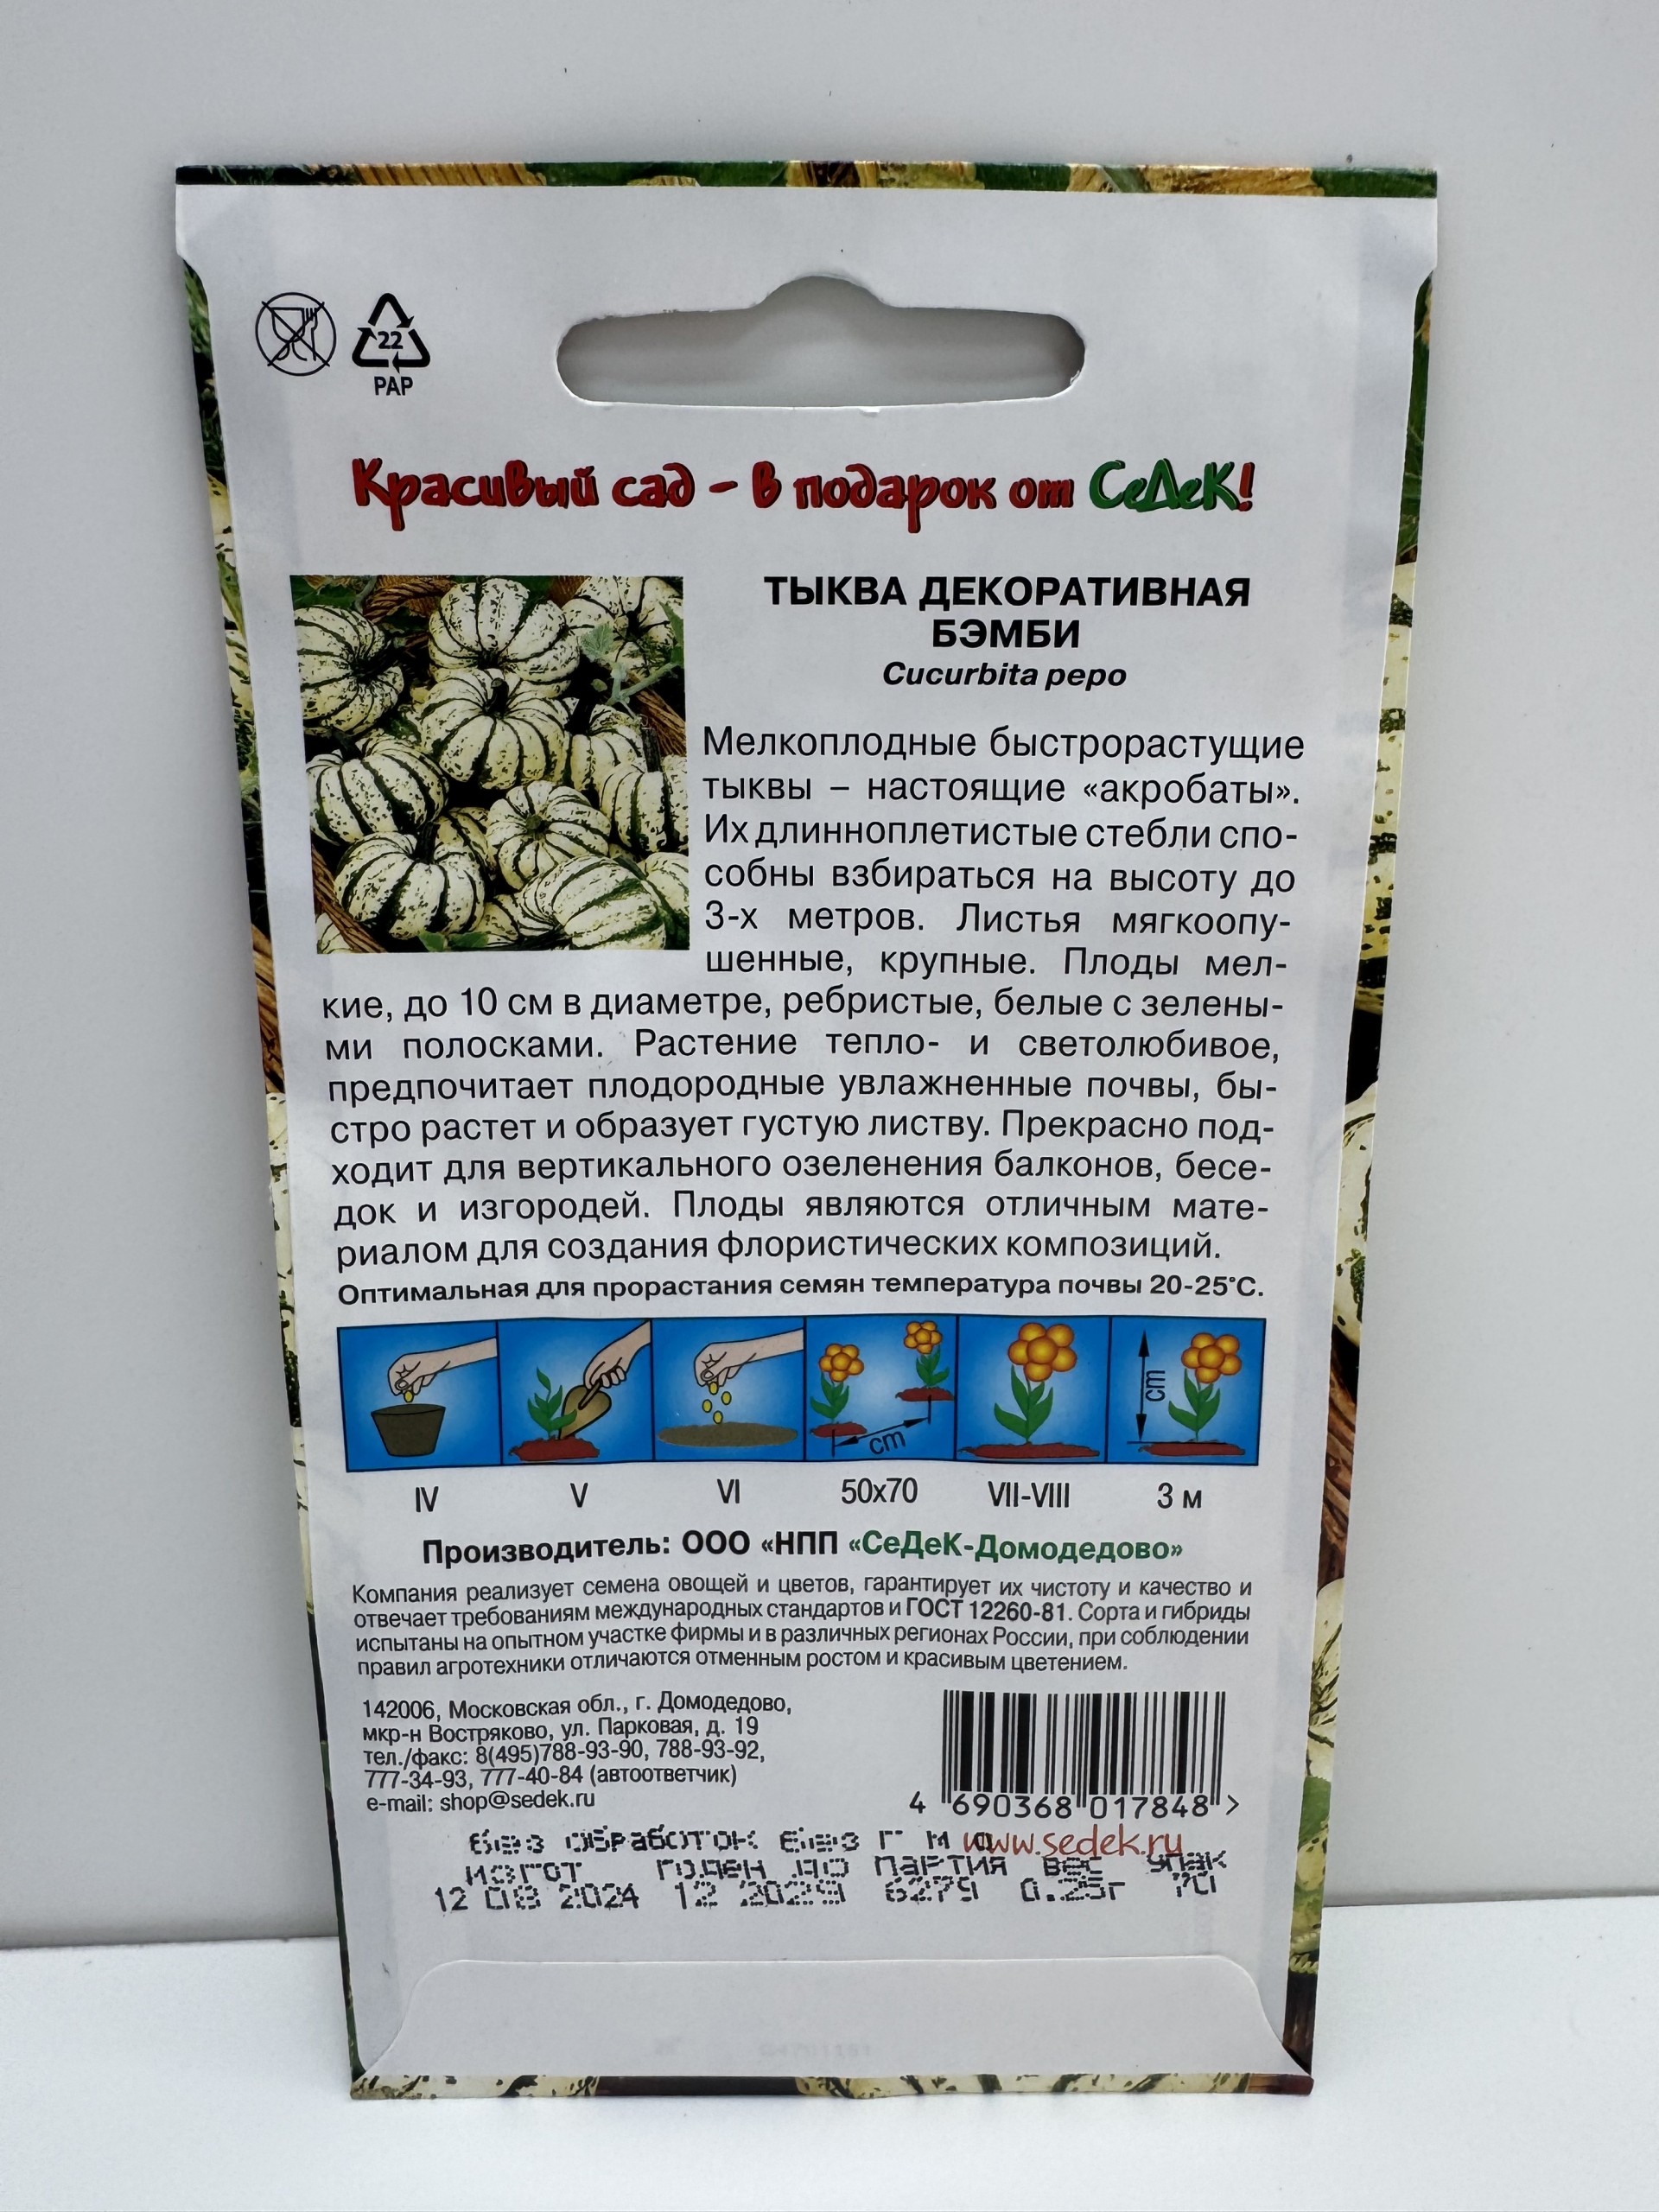 22
PAP
Красивый сад - в подарок от СеДеК!
ТЫКВА ДЕКОРАТИВНАЯ
БЭМБИ
Cucurbita pepo
Мелкоплодные быстрорастущие
тыквы – настоящие «акробаты».
Их длинноплетистые стебли спо-
собны взбираться на высоту до
3-х метров. Листья мягкоопу-
шенные, крупные. Плоды мел-
кие, до 10 см в диаметре, ребристые, белые с зелены-
ми полосками. Растение тепло- и светолюбивое,
предпочитает плодородные увлажненные почвы, бы-
стро растет и образует густую листву. Прекрасно под-
ходит для вертикального озеленения балконов, бесе-
док и изгородей. Плоды являются отличным мате-
риалом для создания флористических композиций.
Оптимальная для прорастания семян температура почвы 20-25°С.
cm cm
IV V VI 50x70 VII-VIII 3 м
Производитель: ООО «НПП «СеДеК-Домодедово»
Компания реализует семена овощей и цветов, гарантирует их чистоту и качество и
отвечает требованиям международных стандартов и ГОСТ 12260-81. Сорта и гибриды
испытаны на опытном участке фирмы и в различных регионах России, при соблюдении
правил агротехники отличаются отменным ростом и красивым цветением.
142006, Московская обл., г. Домодедово,
мкр-н Востряково, ул. Парковая, д. 19
тел./факс: 8(495)788-93-90, 788-93-92,
777-34-93, 777-40-84 (автоответчик)
e-mail: shop@sedek.ru
4 690368 017848 >
www.sedek.ru
Без ОБРАБОТОК Без Г М О
ИЗГОТ ГОДЕН ДО ПАРТИЯ ВЕС УПАК
12 08 2024 12 2029 6279 0.25г